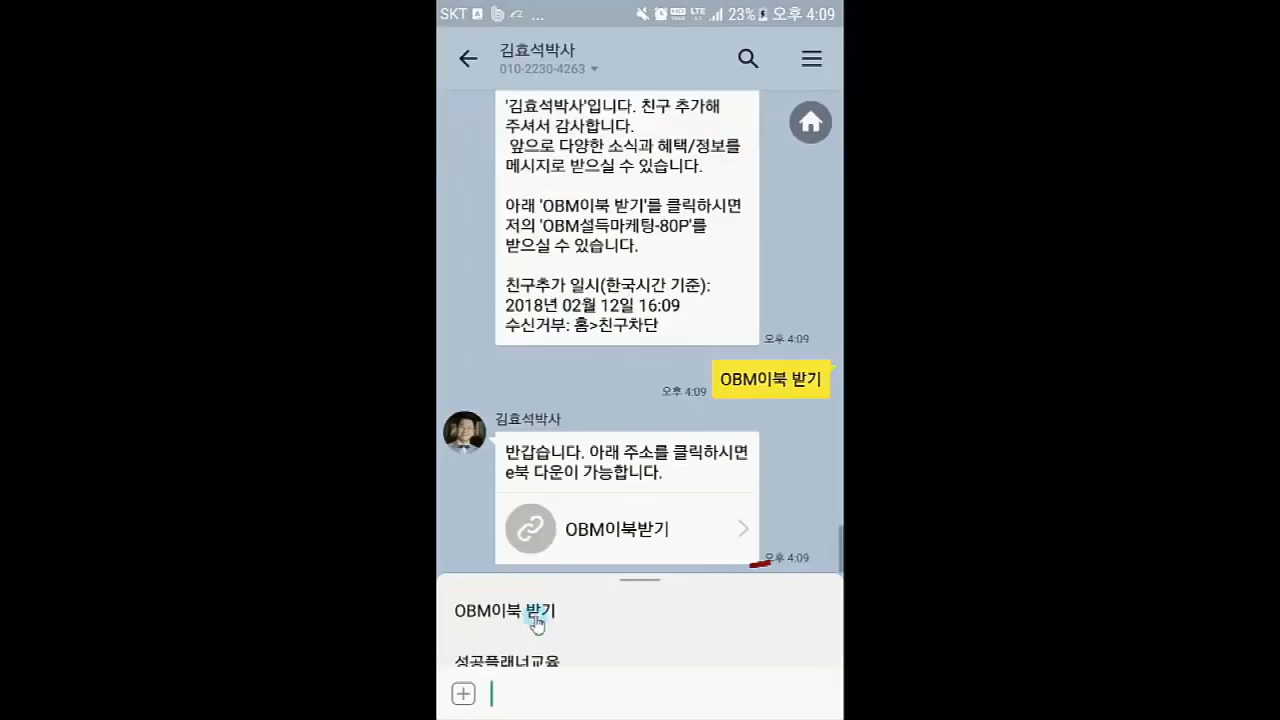 SKT A ... LTE 23% 오후 4:09
김효석박사
010-2230-4263
'김효석박사'입니다. 친구 추가해
주셔서 감사합니다.
앞으로 다양한 소식과 혜택/정보를
메시지로 받으실 수 있습니다.
아래 'OBM이북 받기'를 클릭하시면
저의 'OBM설득마케팅-80P'를
받으실 수 있습니다.
친구추가 일시(한국시간 기준):
2018년 02월 12일 16:09
수신거부: 홈>친구차단
오후 4:09
OBM이북 받기
오후 4:09
김효석박사
반갑습니다. 아래 주소를 클릭하시면
e북 다운이 가능합니다.
OBM이북받기
오후 4:09
OBM이북 받기
성공플래너교육